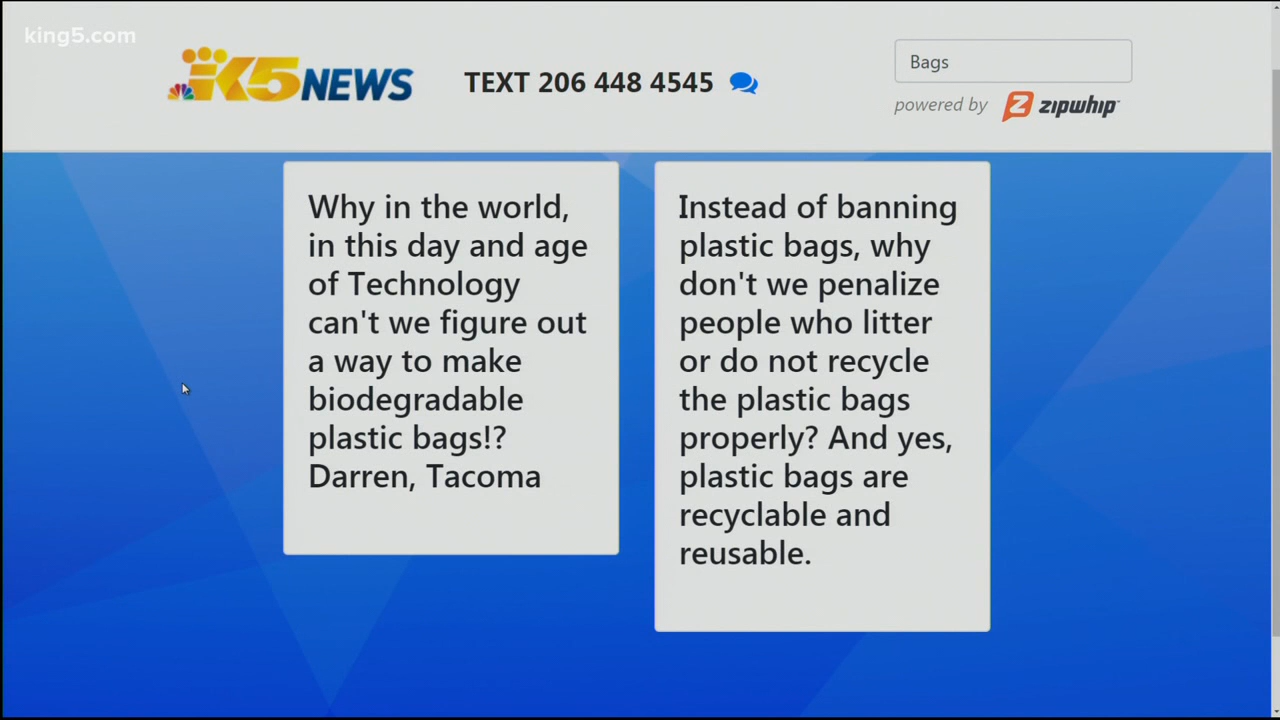 king5.com
K5 NEWS
TEXT 206 448 4545
Bags
powered by zipwhip
Why in the world,
in this day and age
of Technology
can't we figure out
a way to make
biodegradable
plastic bags!?
Darren, Tacoma
Instead of banning
plastic bags, why
don't we penalize
people who litter
or do not recycle
the plastic bags
properly? And yes,
plastic bags are
recyclable and
reusable.